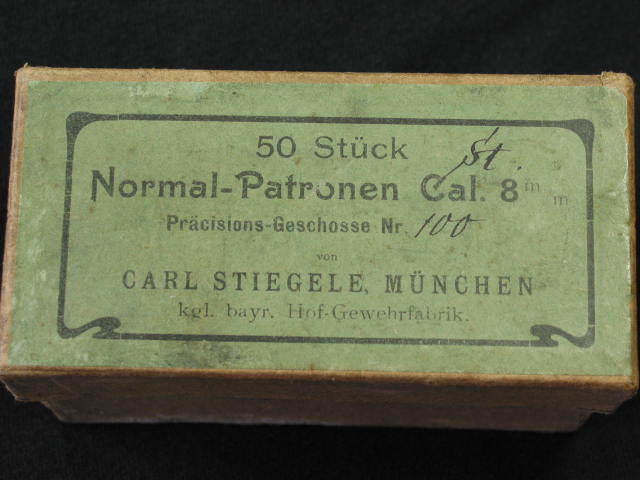 50 Stück
St.
Normal-Patronen Cal. 8 m/m
Präcisions-Geschosse Nr. 100
von
CARL STIEGELE, MÜNCHEN
kgl. bayr. Hof-Gewehrfabrik.